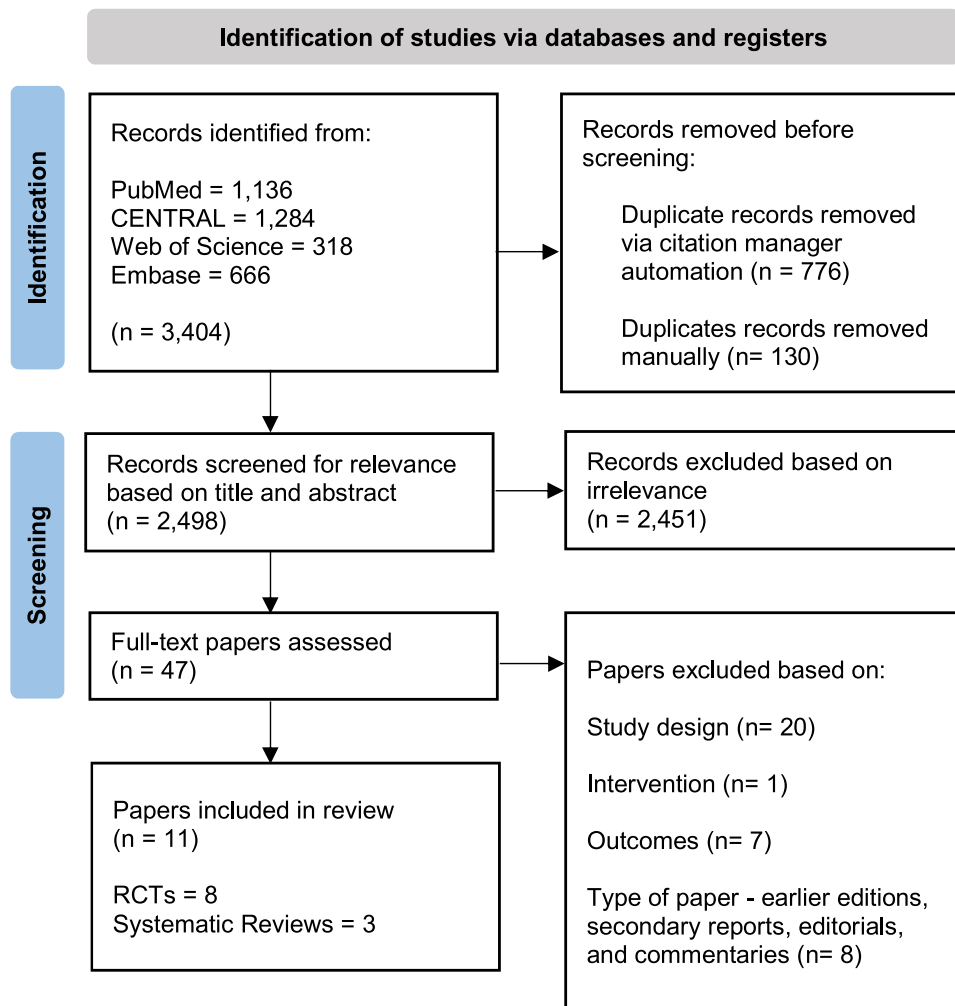 Identification of studies via databases and registers
Identification
Records identified from:
PubMed = 1,136
CENTRAL = 1,284
Web of Science = 318
Embase = 666
(n = 3,404)
Records removed before
screening:
Duplicate records removed
via citation manager
automation (n = 776)
Duplicates records removed
manually (n= 130)
Screening
Records screened for relevance
based on title and abstract
(n = 2,498)
Records excluded based on
irrelevance
(n = 2,451)
Full-text papers assessed
(n = 47)
Papers excluded based on:
Study design (n= 20)
Intervention (n= 1)
Outcomes (n= 7)
Type of paper - earlier editions,
secondary reports, editorials,
and commentaries (n= 8)
Papers included in review
(n = 11)
RCTs = 8
Systematic Reviews = 3